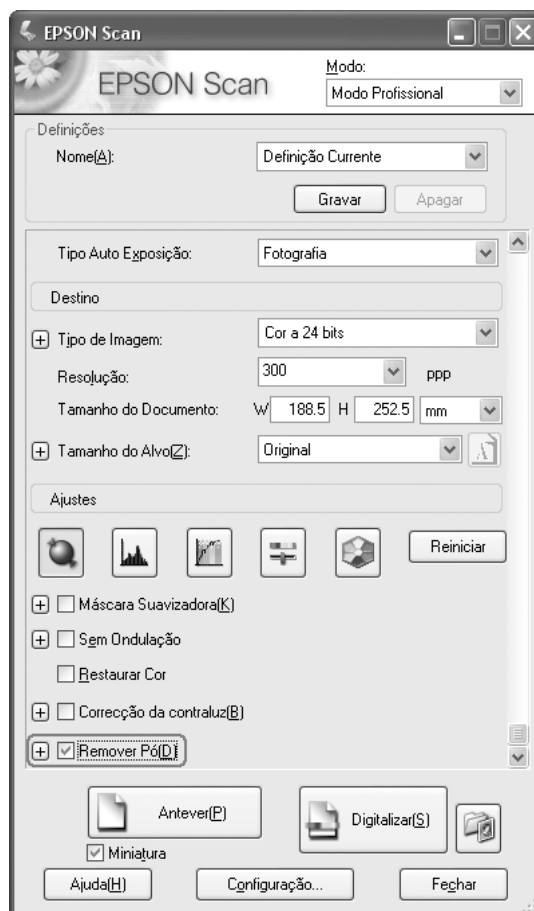 EPSON Scan
EPSON Scan
Modo:
Modo Profissional
Definições
Nome(A):
Definição Currente
Gravar
Apagar
Tipo Auto Exposição:
Fotografia
Destino
Tipo de Imagem:
Cor a 24 bits
Resolução:
300
ppp
Tamanho do Documento:
W 188.5 H 252.5 mm
Tamanho do Alvo(Z):
Original
Ajustes
Reiniciar
Máscara Suavizadora(K)
Sem Ondulação
Restaurar Cor
Correcção da contraluz(B)
Remover Pó(D)
Antever(P)
Digitalizar(S)
Miniatura
Ajuda(H)
Configuração...
Fechar